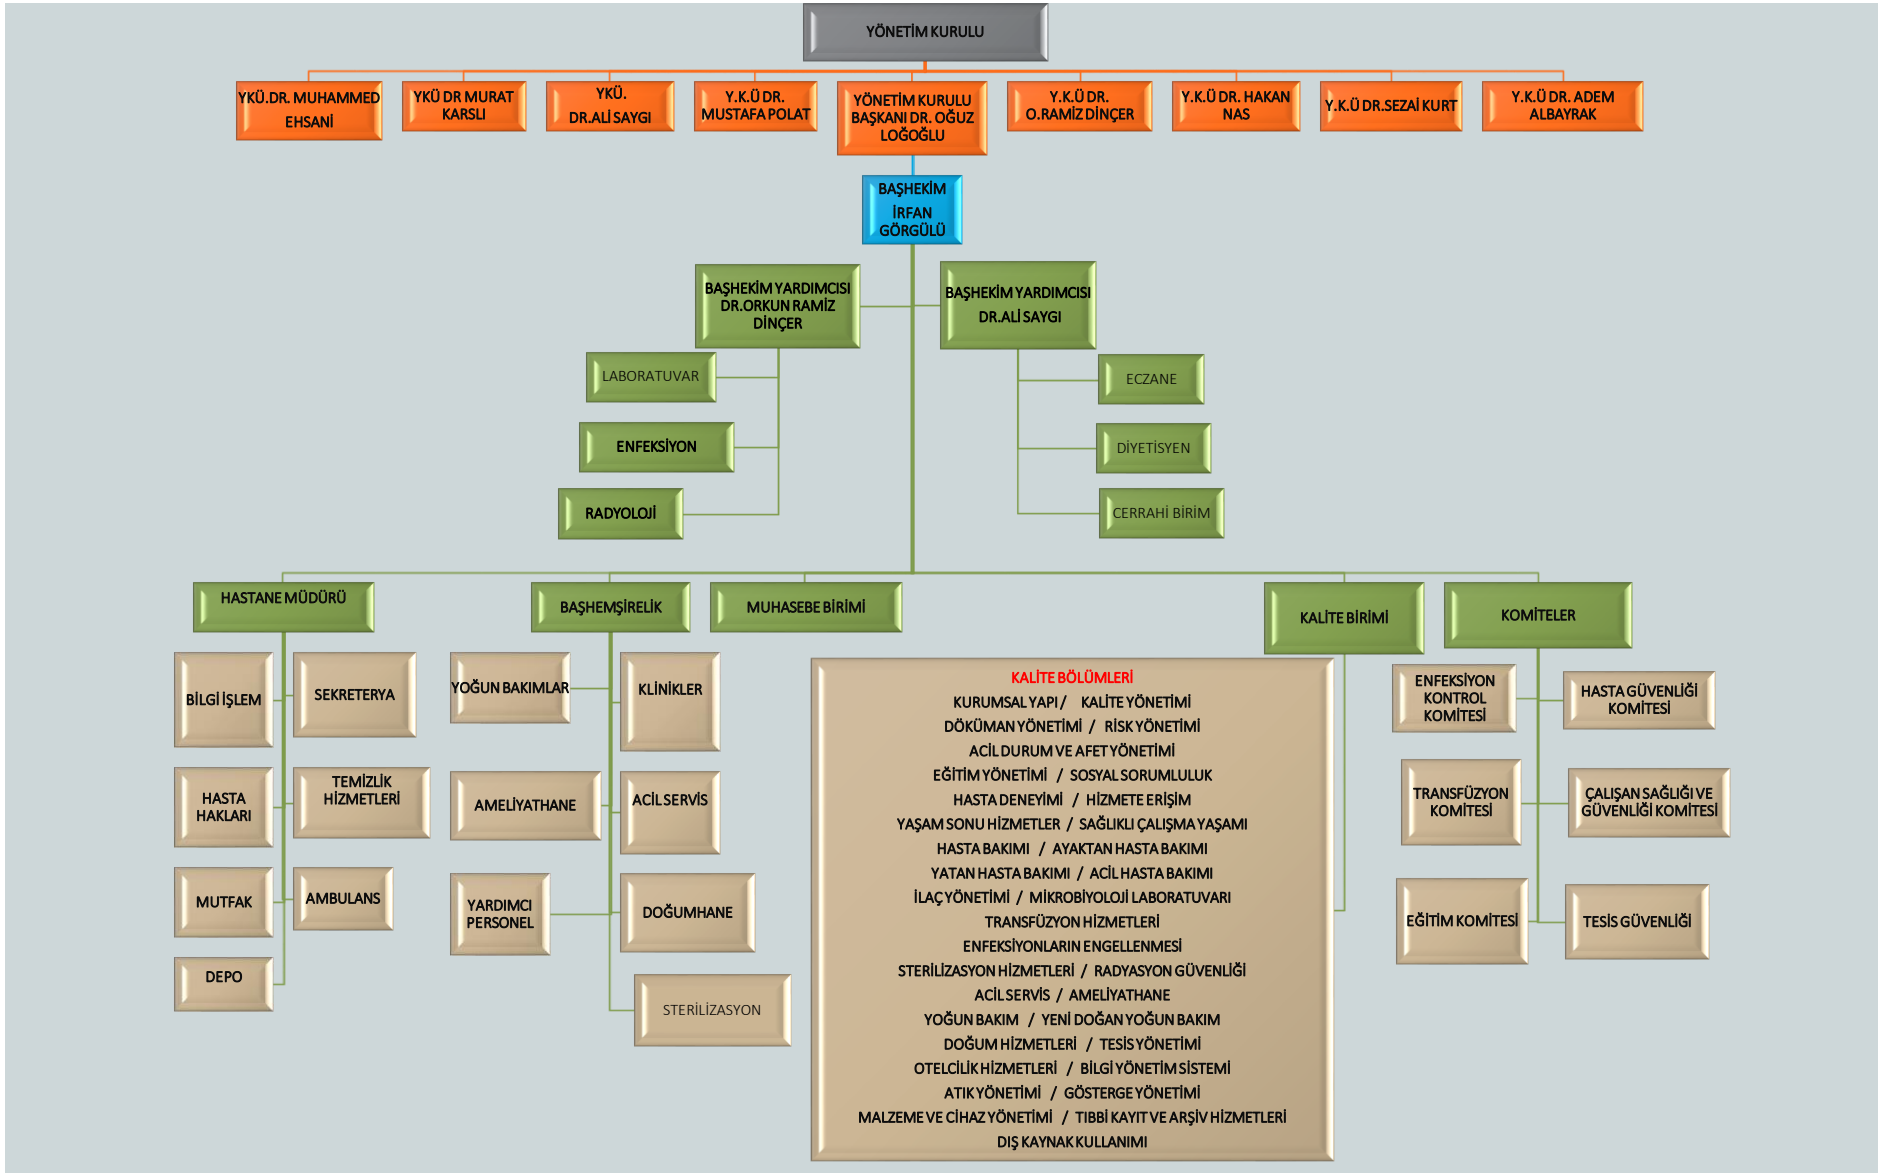 YÖNETİM KURULU
YKÜ.DR. MUHAMMED
EHSANİ
YKÜ DR MURAT
KARSLI
YKÜ.
DR.ALİ SAYGI
Y.K.Ü DR.
MUSTAFA POLAT
YÖNETİM KURULU
BAŞKANI DR. OĞUZ
LOĞOĞLU
Y.K.Ü DR.
O.RAMİZ DİNÇER
Y.K.Ü DR. HAKAN
NAS
Y.K.Ü DR.SEZAİ KURT
Y.K.Ü DR. ADEM
ALBAYRAK
BAŞHEKİM
İRFAN
GÖRGÜLÜ
BAŞHEKİM YARDIMCISI
DR.ORKUN RAMİZ
DİNÇER
BAŞHEKİM YARDIMCISI
DR.ALİ SAYGI
LABORATUVAR
ENFEKSİYON
RADYOLOJİ
ECZANE
DİYETİSYEN
CERRAHİ BİRİM
HASTANE MÜDÜRÜ
BAŞHEMŞİRELİK
MUHASEBE BİRİMİ
KALİTE BİRİMİ
KOMİTELER
BİLGİ İŞLEM
SEKRETERYA
HASTA
HAKLARI
TEMİZLİK
HİZMETLERİ
MUTFAK
AMBULANS
DEPO
YOĞUN BAKIMLAR
KLİNİKLER
AMELİYATHANE
ACİL SERVİS
YARDIMCI
PERSONEL
DOĞUMHANE
STERİLİZASYON
KALİTE BÖLÜMLERİ
KURUMSAL YAPI / KALİTE YÖNETİMİ
DÖKÜMAN YÖNETİMİ / RİSK YÖNETİMİ
ACİL DURUM VE AFET YÖNETİMİ
EĞİTİM YÖNETİMİ / SOSYAL SORUMLULUK
HASTA DENEYİMİ / HİZMETE ERİŞİM
YAŞAM SONU HİZMETLER / SAĞLIKLI ÇALIŞMA YAŞAMI
HASTA BAKIMI / AYAKTAN HASTA BAKIMI
YATAN HASTA BAKIMI / ACİL HASTA BAKIMI
İLAÇ YÖNETİMİ / MİKROBİYOLOJİ LABORATUVARI
TRANSFÜZYON HİZMETLERİ
ENFEKSİYONLARIN ENGELLENMESİ
STERİLİZASYON HİZMETLERİ / RADYASYON GÜVENLİĞİ
ACİL SERVİS / AMELİYATHANE
YOĞUN BAKIM / YENİ DOĞAN YOĞUN BAKIM
DOĞUM HİZMETLERİ / TESİS YÖNETİMİ
OTELCİLİK HİZMETLERİ / BİLGİ YÖNETİM SİSTEMİ
ATIK YÖNETİMİ / GÖSTERGE YÖNETİMİ
MALZEME VE CİHAZ YÖNETİMİ / TIBBİ KAYIT VE ARŞİV HİZMETLERİ
DIŞ KAYNAK KULLANIMI
ENFEKSİYON
KONTROL
KOMİTESİ
HASTA GÜVENLİĞİ
KOMİTESİ
TRANSFÜZYON
KOMİTESİ
ÇALIŞAN SAĞLIĞI VE
GÜVENLİĞİ KOMİTESİ
EĞİTİM KOMİTESİ
TESİS GÜVENLİĞİ